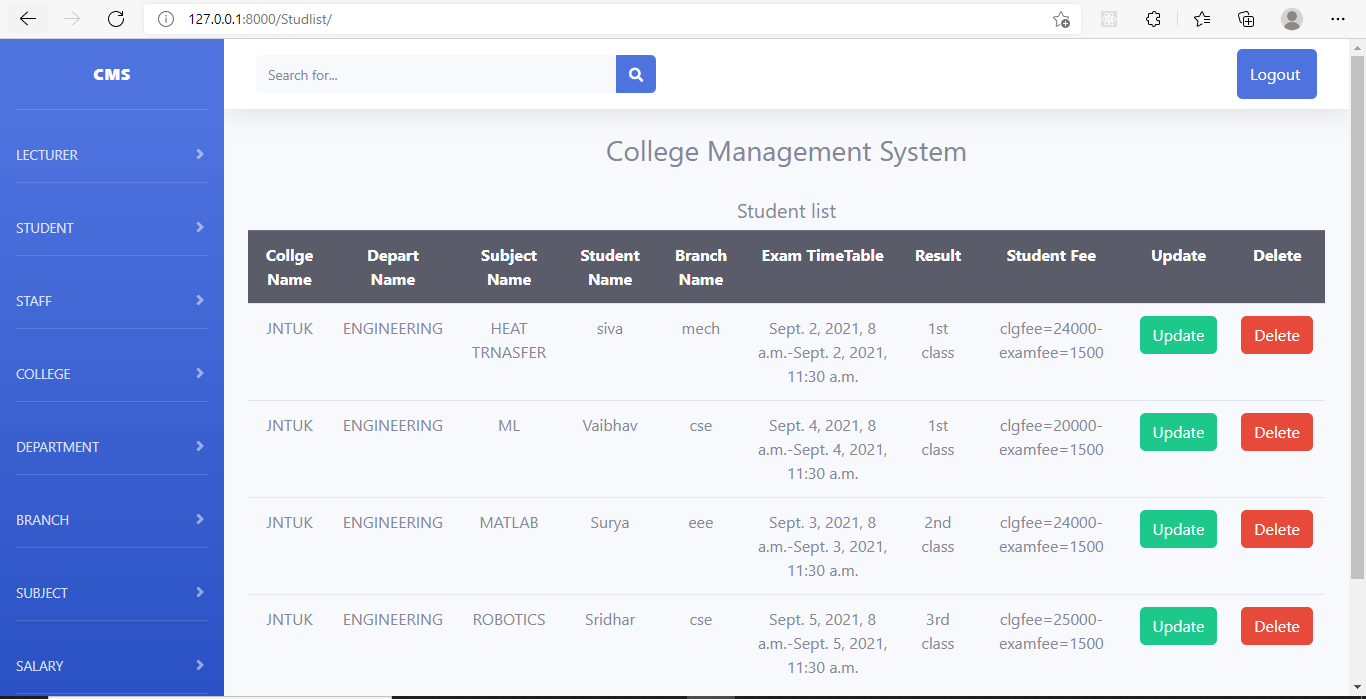 127.0.0.1:8000/Studlist/
CMS
Search for...
Logout
LECTURER
STUDENT
STAFF
COLLEGE
DEPARTMENT
BRANCH
SUBJECT
SALARY
College Management System
Student list
Collge Name Depart Name Subject Name Student Name Branch Name Exam TimeTable Result Student Fee Update Delete
JNTUK ENGINEERING HEAT TRNASFER siva mech Sept. 2, 2021, 8 a.m.-Sept. 2, 2021, 11:30 a.m. 1st class clgfee=24000-examfee=1500 Update Delete
JNTUK ENGINEERING ML Vaibhav cse Sept. 4, 2021, 8 a.m.-Sept. 4, 2021, 11:30 a.m. 1st class clgfee=20000-examfee=1500 Update Delete
JNTUK ENGINEERING MATLAB Surya eee Sept. 3, 2021, 8 a.m.-Sept. 3, 2021, 11:30 a.m. 2nd class clgfee=24000-examfee=1500 Update Delete
JNTUK ENGINEERING ROBOTICS Sridhar cse Sept. 5, 2021, 8 a.m.-Sept. 5, 2021, 11:30 a.m. 3rd class clgfee=25000-examfee=1500 Update Delete